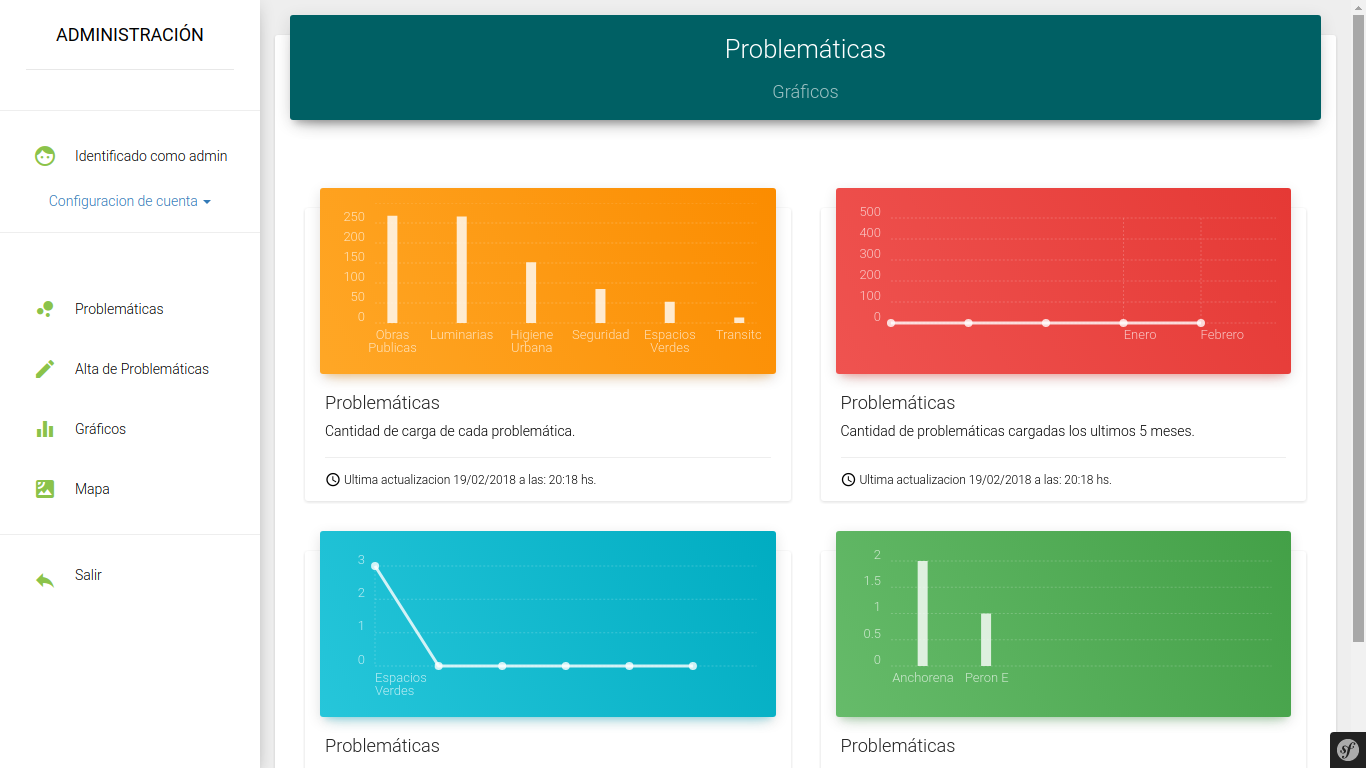 ADMINISTRACIÓN
Identificado como admin
Configuracion de cuenta
Problemáticas
Alta de Problemáticas
Gráficos
Mapa
Salir
Problemáticas
Gráficos
250
200
150
100
50
0
Obras Publicas
Luminarias
Higiene Urbana
Seguridad
Espacios Verdes
Transito
Problemáticas
Cantidad de carga de cada problemática.
Ultima actualizacion 19/02/2018 a las: 20:18 hs.
500
400
300
200
100
0
Enero
Febrero
Problemáticas
Cantidad de problemáticas cargadas los ultimos 5 meses.
Ultima actualizacion 19/02/2018 a las: 20:18 hs.
3
2
1
0
Espacios Verdes
Problemáticas
2
1.5
1
0.5
0
Anchorena
Peron E
Problemáticas
sf